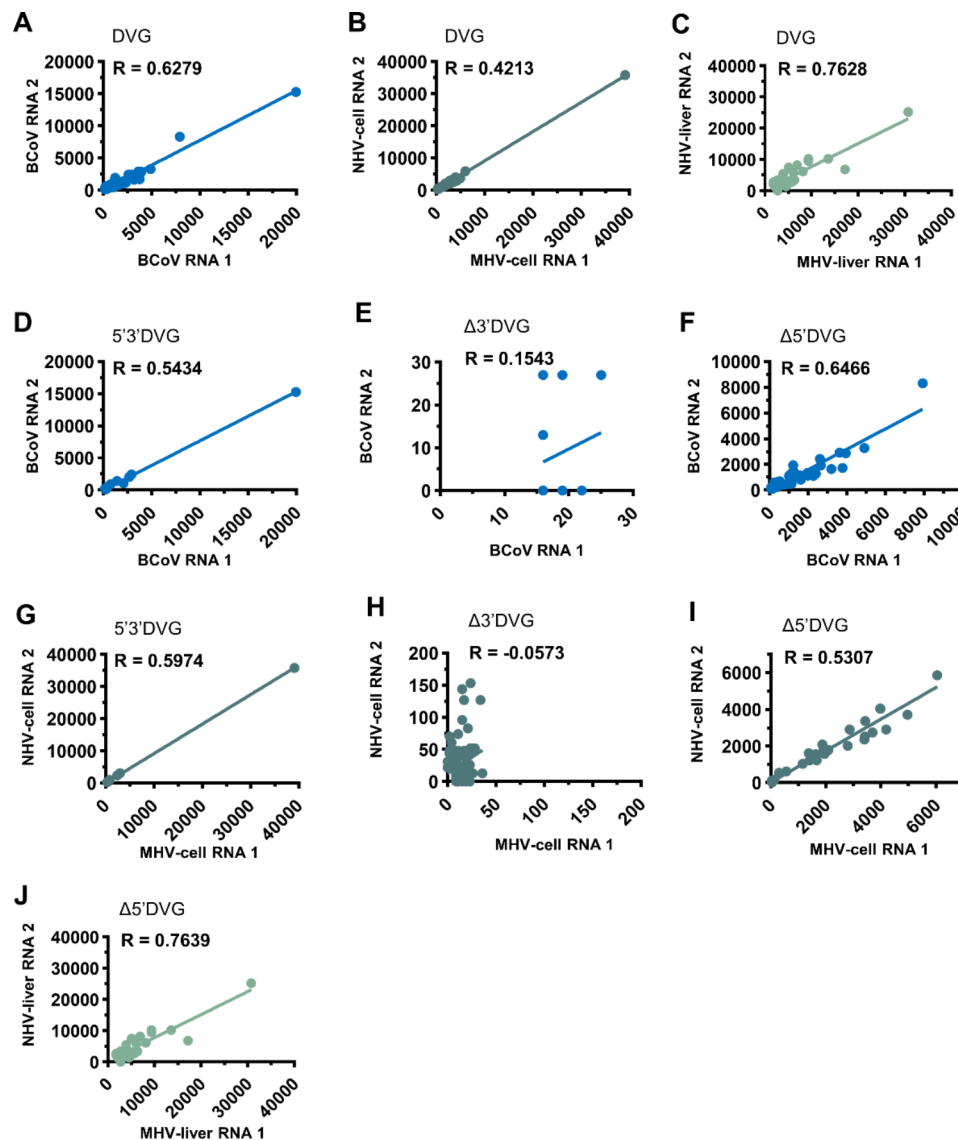 A
DVG
R = 0.6279
BCoV RNA 2
20000
15000
10000
5000
0
0
5000
10000
15000
20000
BCoV RNA 1
B
DVG
R = 0.4213
NHV-cell RNA 2
40000
30000
20000
10000
0
0
10000
20000
30000
40000
MHV-cell RNA 1
C
DVG
R = 0.7628
NHV-liver RNA 2
40000
30000
20000
10000
0
0
10000
20000
30000
40000
MHV-liver RNA 1
D
5'3'DVG
R = 0.5434
BCoV RNA 2
20000
15000
10000
5000
0
0
5000
10000
15000
20000
BCoV RNA 1
E
Δ3'DVG
R = 0.1543
BCoV RNA 2
30
20
10
0
0
10
20
30
BCoV RNA 1
F
Δ5'DVG
R = 0.6466
BCoV RNA 2
10000
8000
6000
4000
2000
0
0
2000
4000
6000
8000
1000
BCoV RNA 1
G
5'3'DVG
R = 0.5974
NHV-cell RNA 2
40000
30000
20000
10000
0
0
10000
20000
30000
40000
MHV-cell RNA 1
H
Δ3'DVG
R = -0.0573
NHV-cell RNA 2
200
150
100
50
0
0
50
100
150
200
MHV-cell RNA 1
I
Δ5'DVG
R = 0.5307
NHV-cell RNA 2
6000
4000
2000
0
0
2000
4000
6000
MHV-cell RNA 1
J
Δ5'DVG
R = 0.7639
NHV-liver RNA 2
40000
30000
20000
10000
0
0
10000
20000
30000
40000
MHV-liver RNA 1